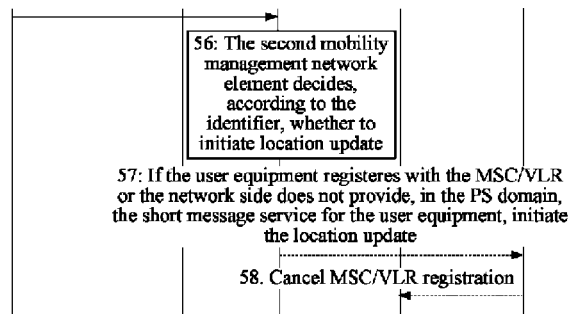 56: The second mobility
management network
element decides,
according to the
identifier, whether to
initiate location update
57: If the user equipment registeres with the MSC/VLR
or the network side does not provide, in the PS domain,
the short message service for the user equipment, initiate
the location update
58. Cancel MSC/VLR registration